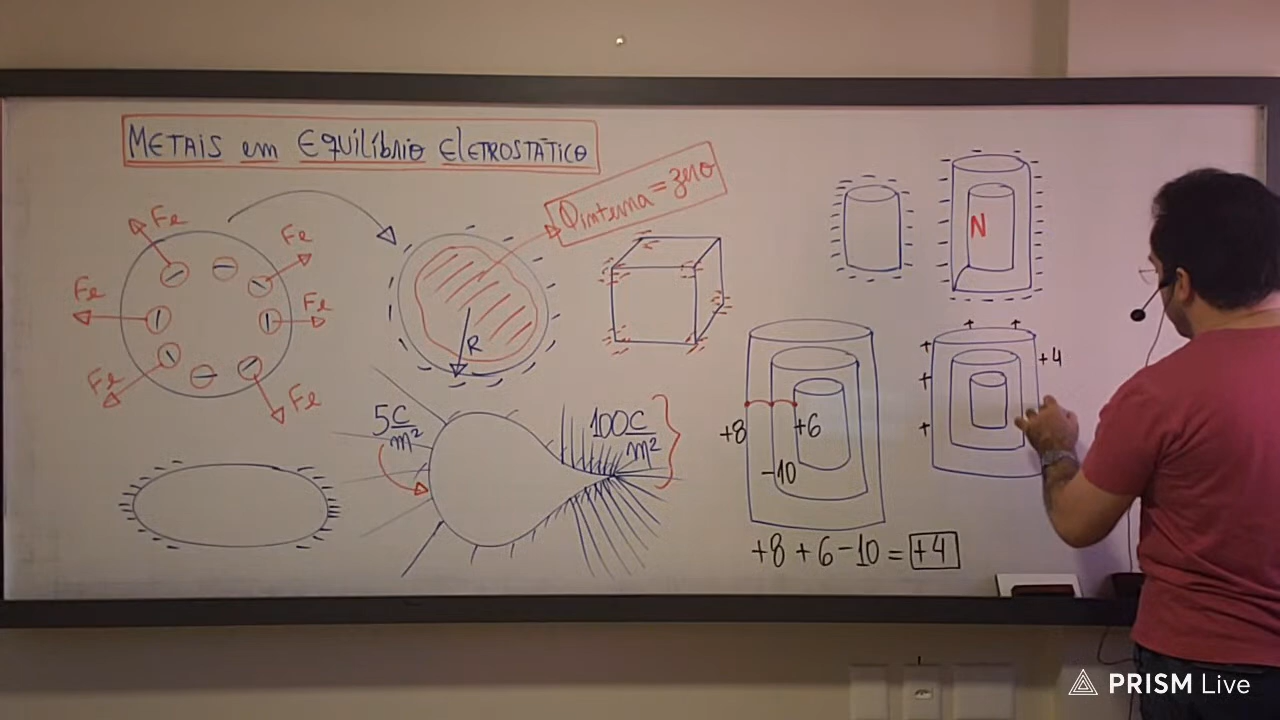 METAIS em EQUILÍBRIO ELETROSTÁTICO
Fe
Fe
Fe
Fe
Fe
Fe
Qinterna = zero
R
5C/m²
100C/m²
N
+8
-10
+6
+4
+8 + 6 - 10 = +4
PRISM Live